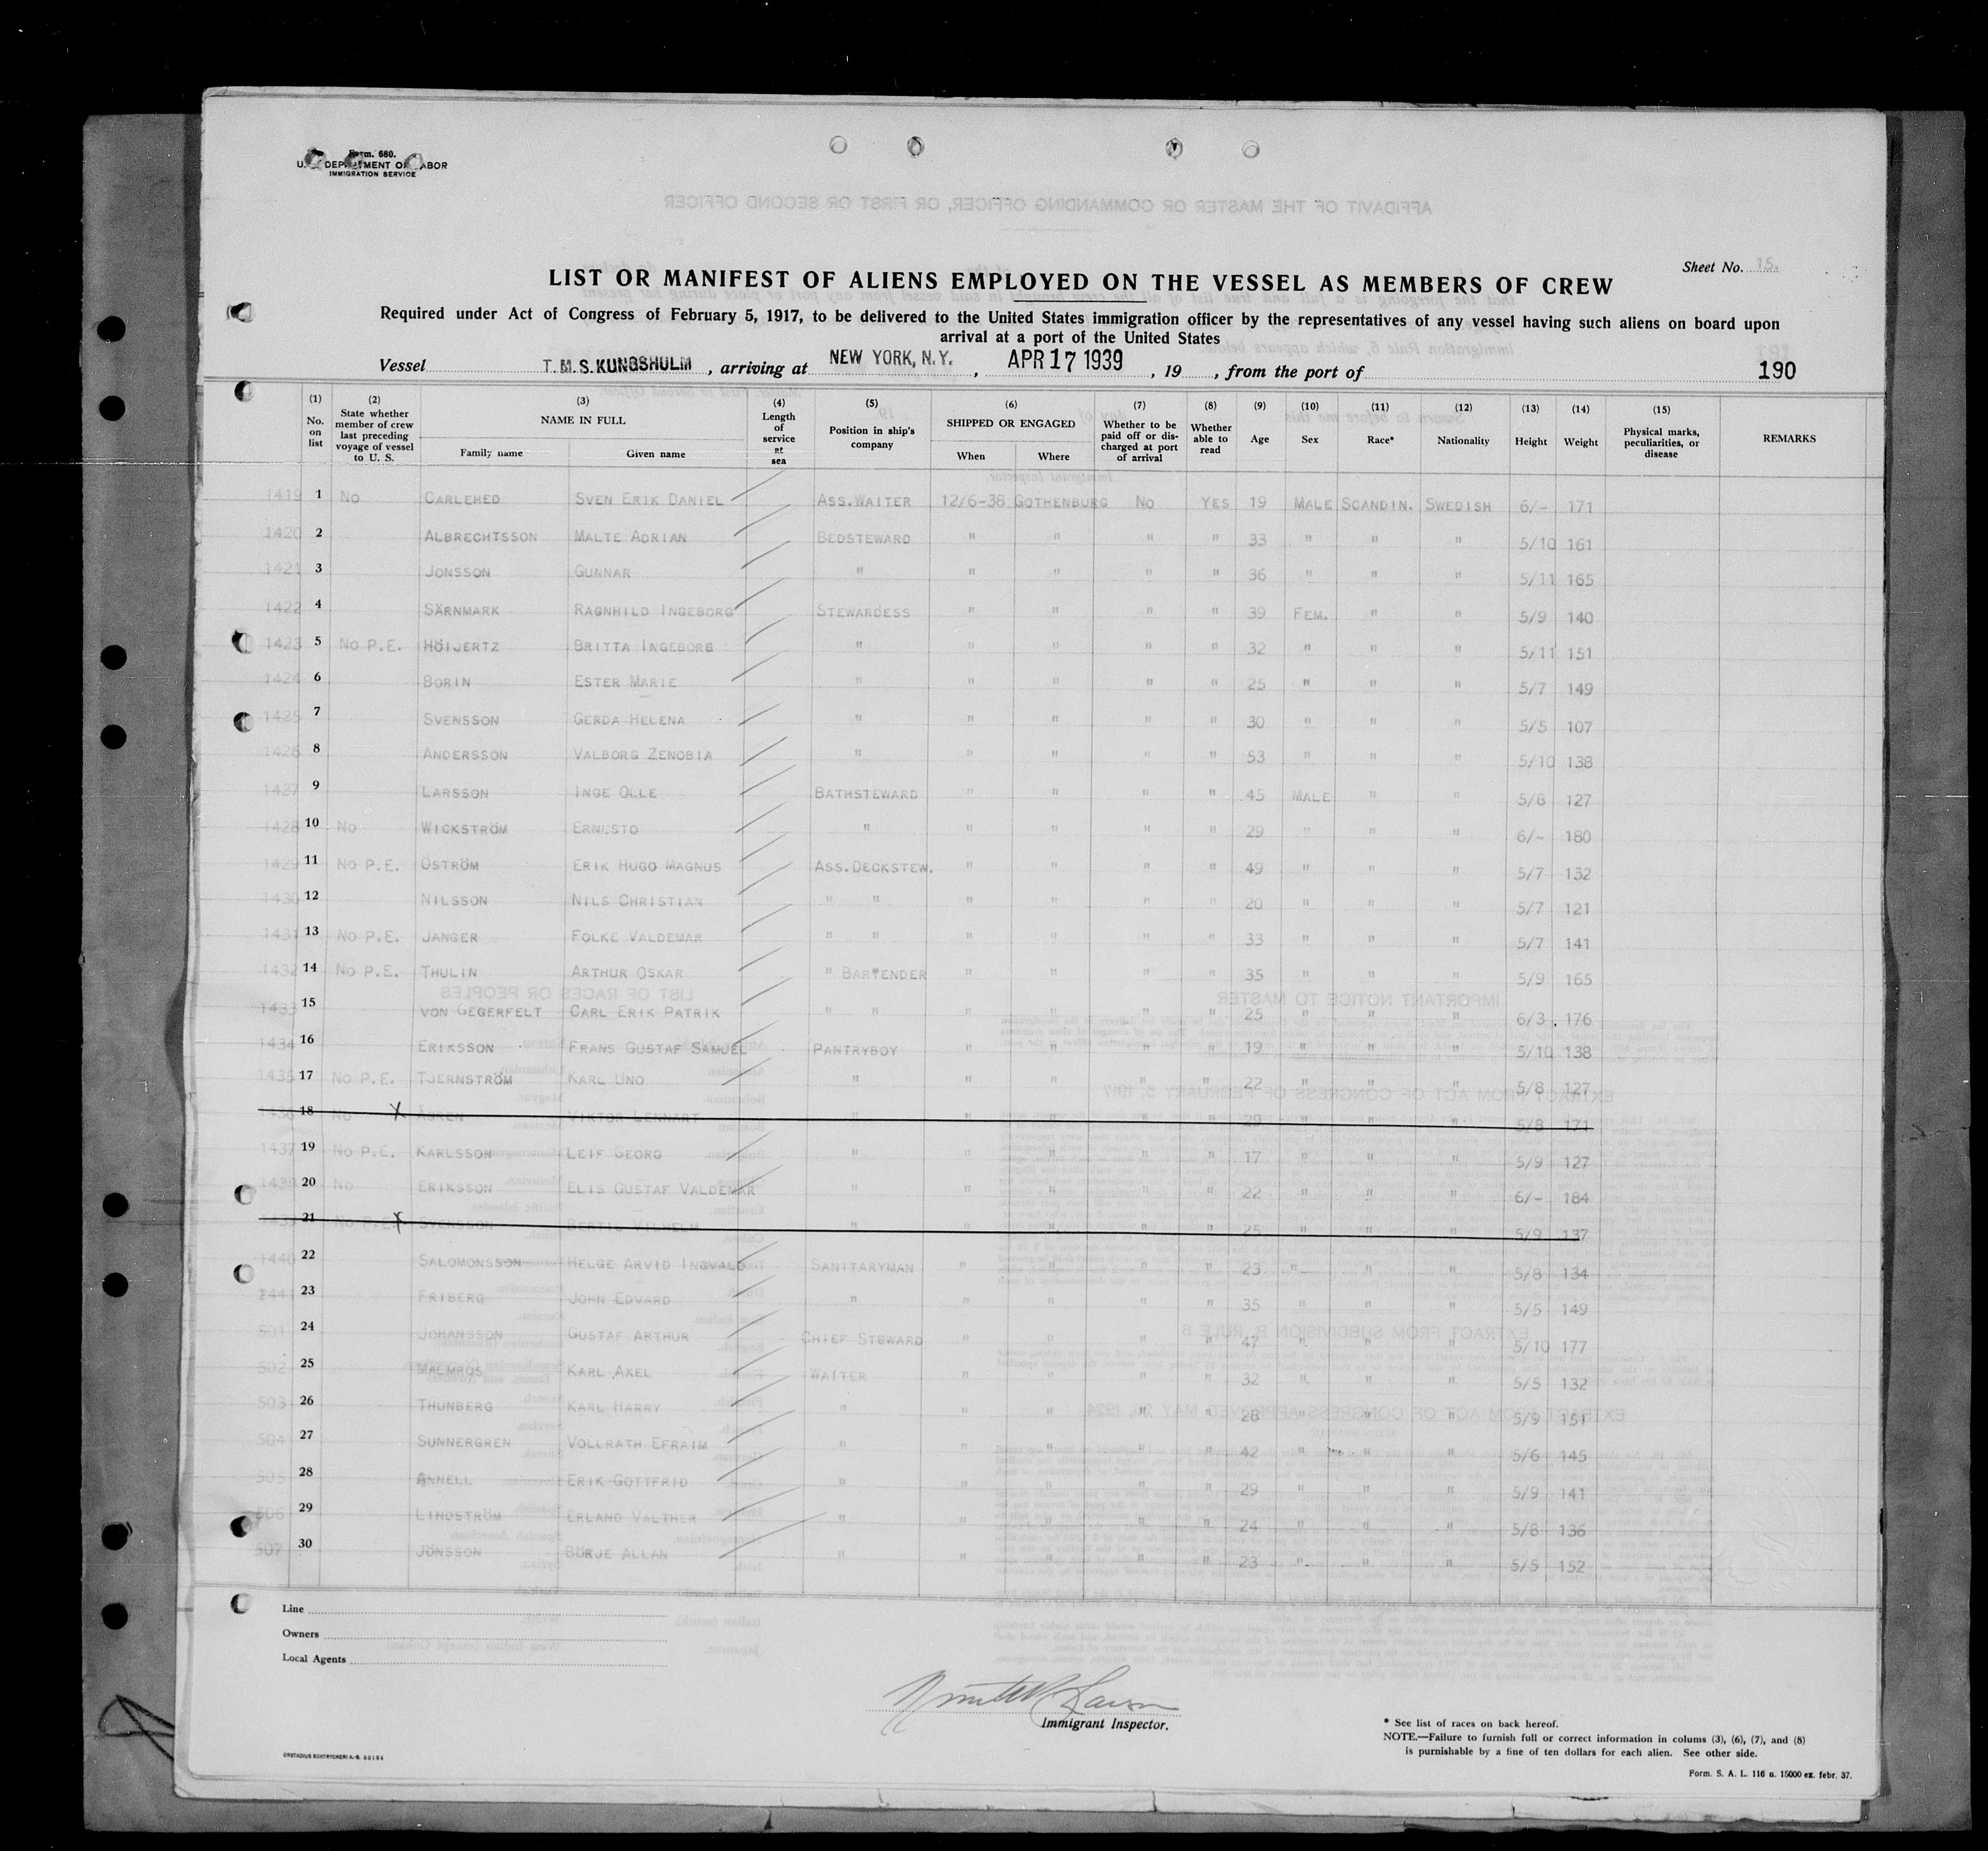 Form. 680.
U. S. DEPARTMENT OF LABOR
IMMIGRATION SERVICE
Sheet No. 15.
LIST OR MANIFEST OF ALIENS EMPLOYED ON THE VESSEL AS MEMBERS OF CREW
Required under Act of Congress of February 5, 1917, to be delivered to the United States immigration officer by the representatives of any vessel having such aliens on board upon
arrival at a port of the United States
Vessel T.M.S. KUNGSHOLM, arriving at NEW YORK, N.Y., APR 17 1939, 19 , from the port of 190
(1) No. on list
(2) State whether member of crew last preceding voyage of vessel to U. S.
(3) NAME IN FULL Family name Given name
(4) Length of service at sea
(5) Position in ship's company
(6) SHIPPED OR ENGAGED When Where
(7) Whether to be paid off or discharged at port of arrival
(8) Whether able to read
(9) Age
(10) Sex
(11) Race*
(12) Nationality
(13) Height
(14) Weight
(15) Physical marks, peculiarities, or disease
REMARKS
1419 1 No CARLEHED SVEN ERIK DANIEL ASS.WAITER 12/6-38 GOTHENBURG No YES 19 MALE SCANDIN. SWEDISH 6/- 171
1420 2 ALBRECHTSSON MALTE ADRIAN BEDSTEWARD " " " " 33 " " " 5/10 161
1421 3 JONSSON GUNNAR " " " " " 36 " " " 5/11 165
1422 4 SÄRNMARK RAGNHILD INGEBORG STEWARDESS " " " " 39 FEM. " " 5/9 140
1423 5 No P.E. HÖIJERTZ BRITTA INGEBORG " " " " " 32 " " " 5/11 151
1424 6 BORIN ESTER MARIE " " " " " 25 " " " 5/7 149
1425 7 SVENSSON GERDA HELENA " " " " " 30 " " " 5/5 107
1426 8 ANDERSSON VALBORG ZENOBIA " " " " " 53 " " " 5/10 138
1427 9 LARSSON INGE OLLE BATHSTEWARD " " " " 45 MALE " " 5/8 127
1428 10 No WICKSTRÖM ERNESTO " " " " " 29 " " " 6/- 180
1429 11 No P.E. ÖSTRÖM ERIK HUGO MAGNUS ASS.DECKSTEW. " " " " 49 " " " 5/7 132
1430 12 NILSSON NILS CHRISTIAN " " " " " " 20 " " " 5/7 121
1431 13 No P.E. JANGER FOLKE VALDEMAR " " " " " " 33 " " " 5/7 141
1432 14 No P.E. THULIN ARTHUR OSKAR " BARTENDER " " " " 35 " " " 5/9 165
1433 15 VON GEGERFELT CARL ERIK PATRIK " " " " " " 25 " " " 6/3 176
1434 16 ERIKSSON FRANS GUSTAF SAMUEL PANTRYBOY " " " " 19 " " " 5/10 138
1435 17 No P.E. TJERNSTRÖM KARL UNO " " " " " 22 " " " 5/8 127
1436 18 No X ÅGREN VIKTOR LENNART " " " " " 29 " " " 5/8 171
1437 19 No P.E. KARLSSON LEIF GEORG " " " " " 17 " " " 5/9 127
1438 20 No ERIKSSON ELIS GUSTAF VALDEMAR " " " " " 22 " " " 6/- 184
1439 21 No P.E. X SVENSSON BERTIL VILHELM " " " " " 25 " " " 5/9 137
1440 22 SALOMONSSON HELGE ARVID INGVALD SANITARYMAN " " " " 23 " " " 5/8 134
1441 23 FRIBERG JOHN EDVARD " " " " " 35 " " " 5/5 149
501 24 JOHANSSON GUSTAF ARTHUR CHIEF STEWARD " " " " 47 " " " 5/10 177
502 25 MALMROS KARL AXEL WAITER " " " " 32 " " " 5/5 132
503 26 THUNBERG KARL HARRY " " " " " 28 " " " 5/9 151
504 27 SUNNERGREN VOLLRATH EFRAIM " " " " " 42 " " " 5/6 145
505 28 ANNELL ERIK GOTTFRID " " " " " 29 " " " 5/9 141
506 29 LINDSTRÖM ERLAND VALTHER " " " " " 24 " " " 5/8 136
507 30 JÖNSSON BÖRJE ALLAN " " " " " 23 " " " 5/5 152
Line
Owners
Local Agents
Immigrant Inspector.
* See list of races on back hereof.
NOTE.—Failure to furnish full or correct information in colums (3), (6), (7), and (8)
is purnishable by a fine of ten dollars for each alien. See other side.
Form. S. A. L. 116 n. 15000 ex. febr. 37.